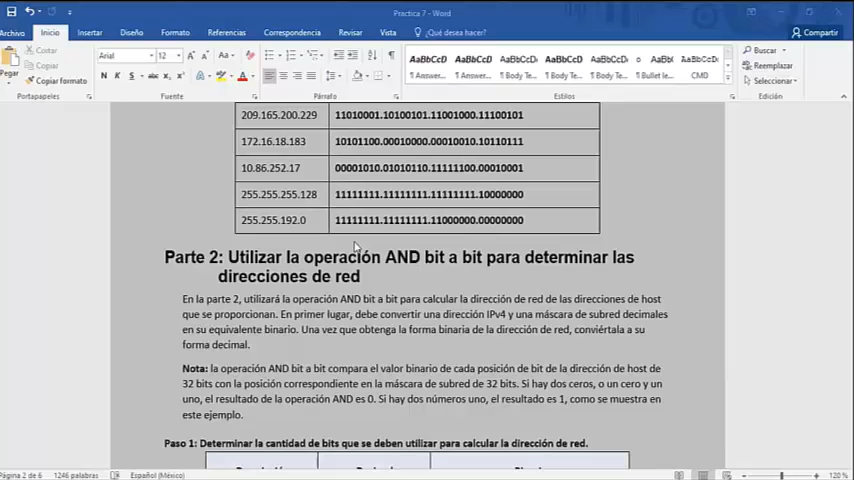 Practica 7 - Word
Archivo Inicio Insertar Diseño Formato Referencias Correspondencia Revisar Vista ¿Qué desea hacer? Compartir
Cortar
Copiar
Pegar Copiar formato
Arial 12
N K S
AaBbCcD AaBbCcD AaBbCcD AaBbCcD AaBbCc AaBbCcD
¶ Answer... ¶ Answer... ¶ Body Te... ¶ Body Te... ¶ Bullet le... CMD
Buscar
Reemplazar
Seleccionar
Portapapeles Fuente Párrafo Estilos Edición
209.165.200.229 11010001.10100101.11001000.11100101
172.16.18.183 10101100.00010000.00010010.10110111
10.86.252.17 00001010.01010110.11111100.00010001
255.255.255.128 11111111.11111111.11111111.10000000
255.255.192.0 11111111.11111111.11000000.00000000
Parte 2: Utilizar la operación AND bit a bit para determinar las
direcciones de red
En la parte 2, utilizará la operación AND bit a bit para calcular la dirección de red de las direcciones de host
que se proporcionan. En primer lugar, debe convertir una dirección IPv4 y una máscara de subred decimales
en su equivalente binario. Una vez que obtenga la forma binaria de la dirección de red, conviértala a su
forma decimal.
Nota: la operación AND bit a bit compara el valor binario de cada posición de bit de la dirección de host de
32 bits con la posición correspondiente en la máscara de subred de 32 bits. Si hay dos ceros, o un cero y un
uno, el resultado de la operación AND es 0. Si hay dos números uno, el resultado es 1, como se muestra en
este ejemplo.
Paso 1: Determinar la cantidad de bits que se deben utilizar para calcular la dirección de red.
Página 2 de 6 1246 palabras Español (México) 120 %